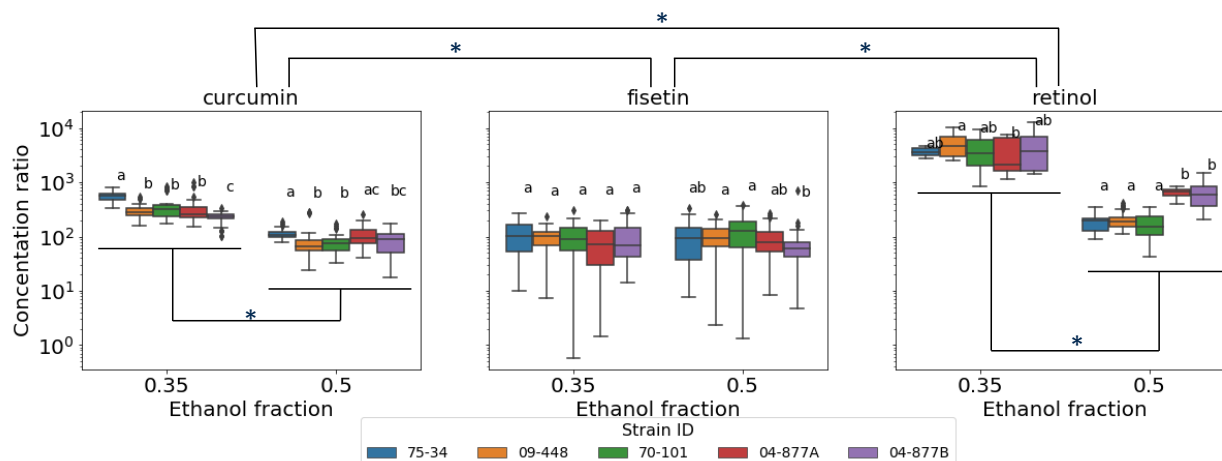 *
* *
curcumin fisetin retinol
Concentation ratio
10⁴
10³
10²
10¹
10⁰
a b b b c
a b b ac bc
*
0.35 0.5
Ethanol fraction
a a a a a
ab a a ab b
0.35 0.5
Ethanol fraction
ab a ab b ab
a a a b b
*
0.35 0.5
Ethanol fraction
Strain ID
75-34 09-448 70-101 04-877A 04-877B